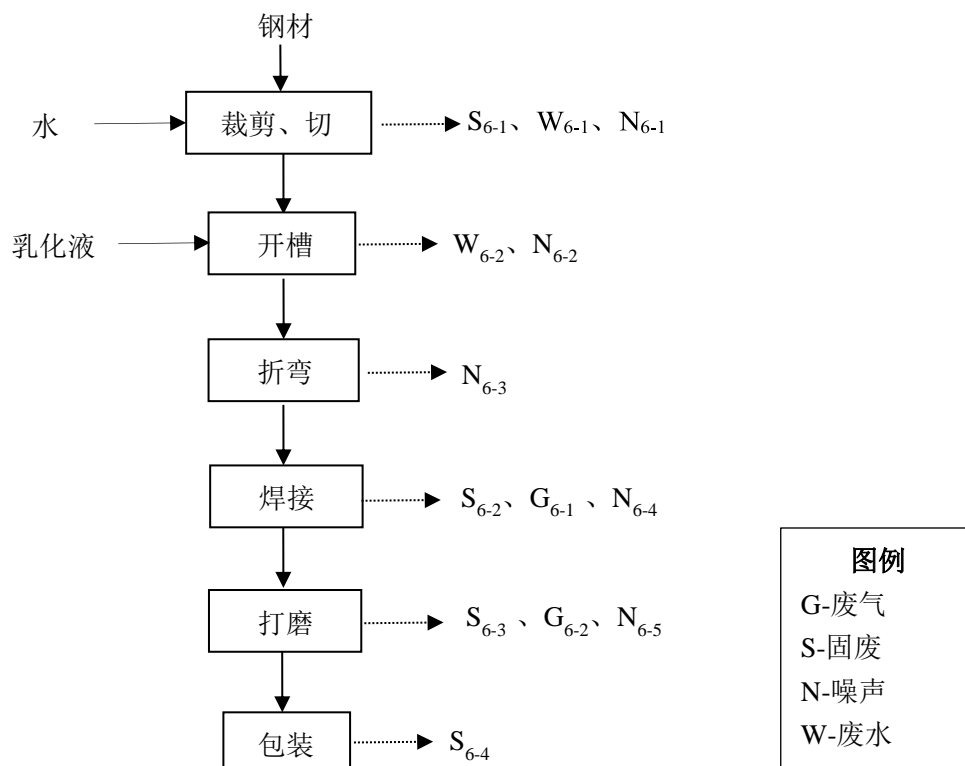 钢材
水
裁剪、切
S6-1、W6-1、N6-1
乳化液
开槽
W6-2、N6-2
折弯
N6-3
焊接
S6-2、G6-1 、N6-4
打磨
S6-3 、G6-2、N6-5
包装
S6-4
图例
G-废气
S-固废
N-噪声
W-废水